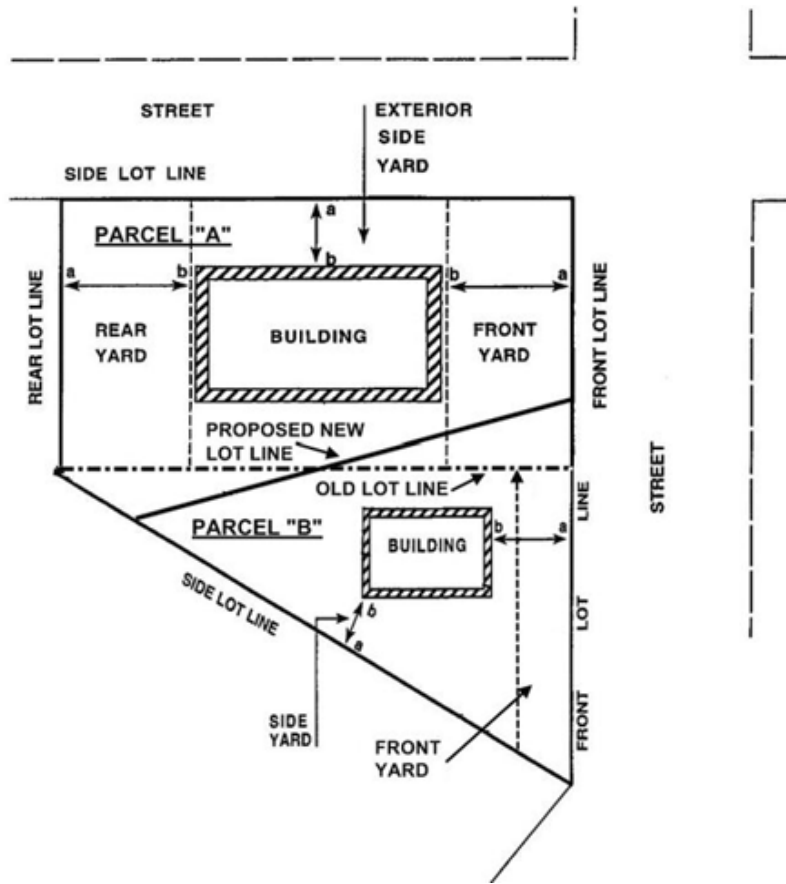 STREET
EXTERIOR
SIDE
YARD
SIDE LOT LINE
a
PARCEL "A"
b
a
b
b
a
REAR LOT LINE
REAR
YARD
BUILDING
FRONT
YARD
FRONT LOT LINE
PROPOSED NEW
LOT LINE
OLD LOT LINE
STREET
PARCEL "B"
BUILDING
b
a
FRONT LOT LINE
SIDE LOT LINE
b
a
SIDE
YARD
FRONT
YARD